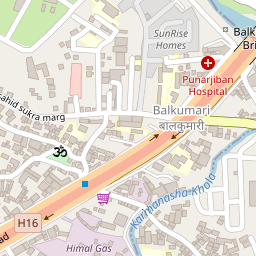 SunRise
Homes
Balk
Bri
Punarjiban
Hospital
Balkumari
बालकुमारी
ahid sukra marg
ॐ
H16
Karmanasha-Khola
ad
Himal Gas